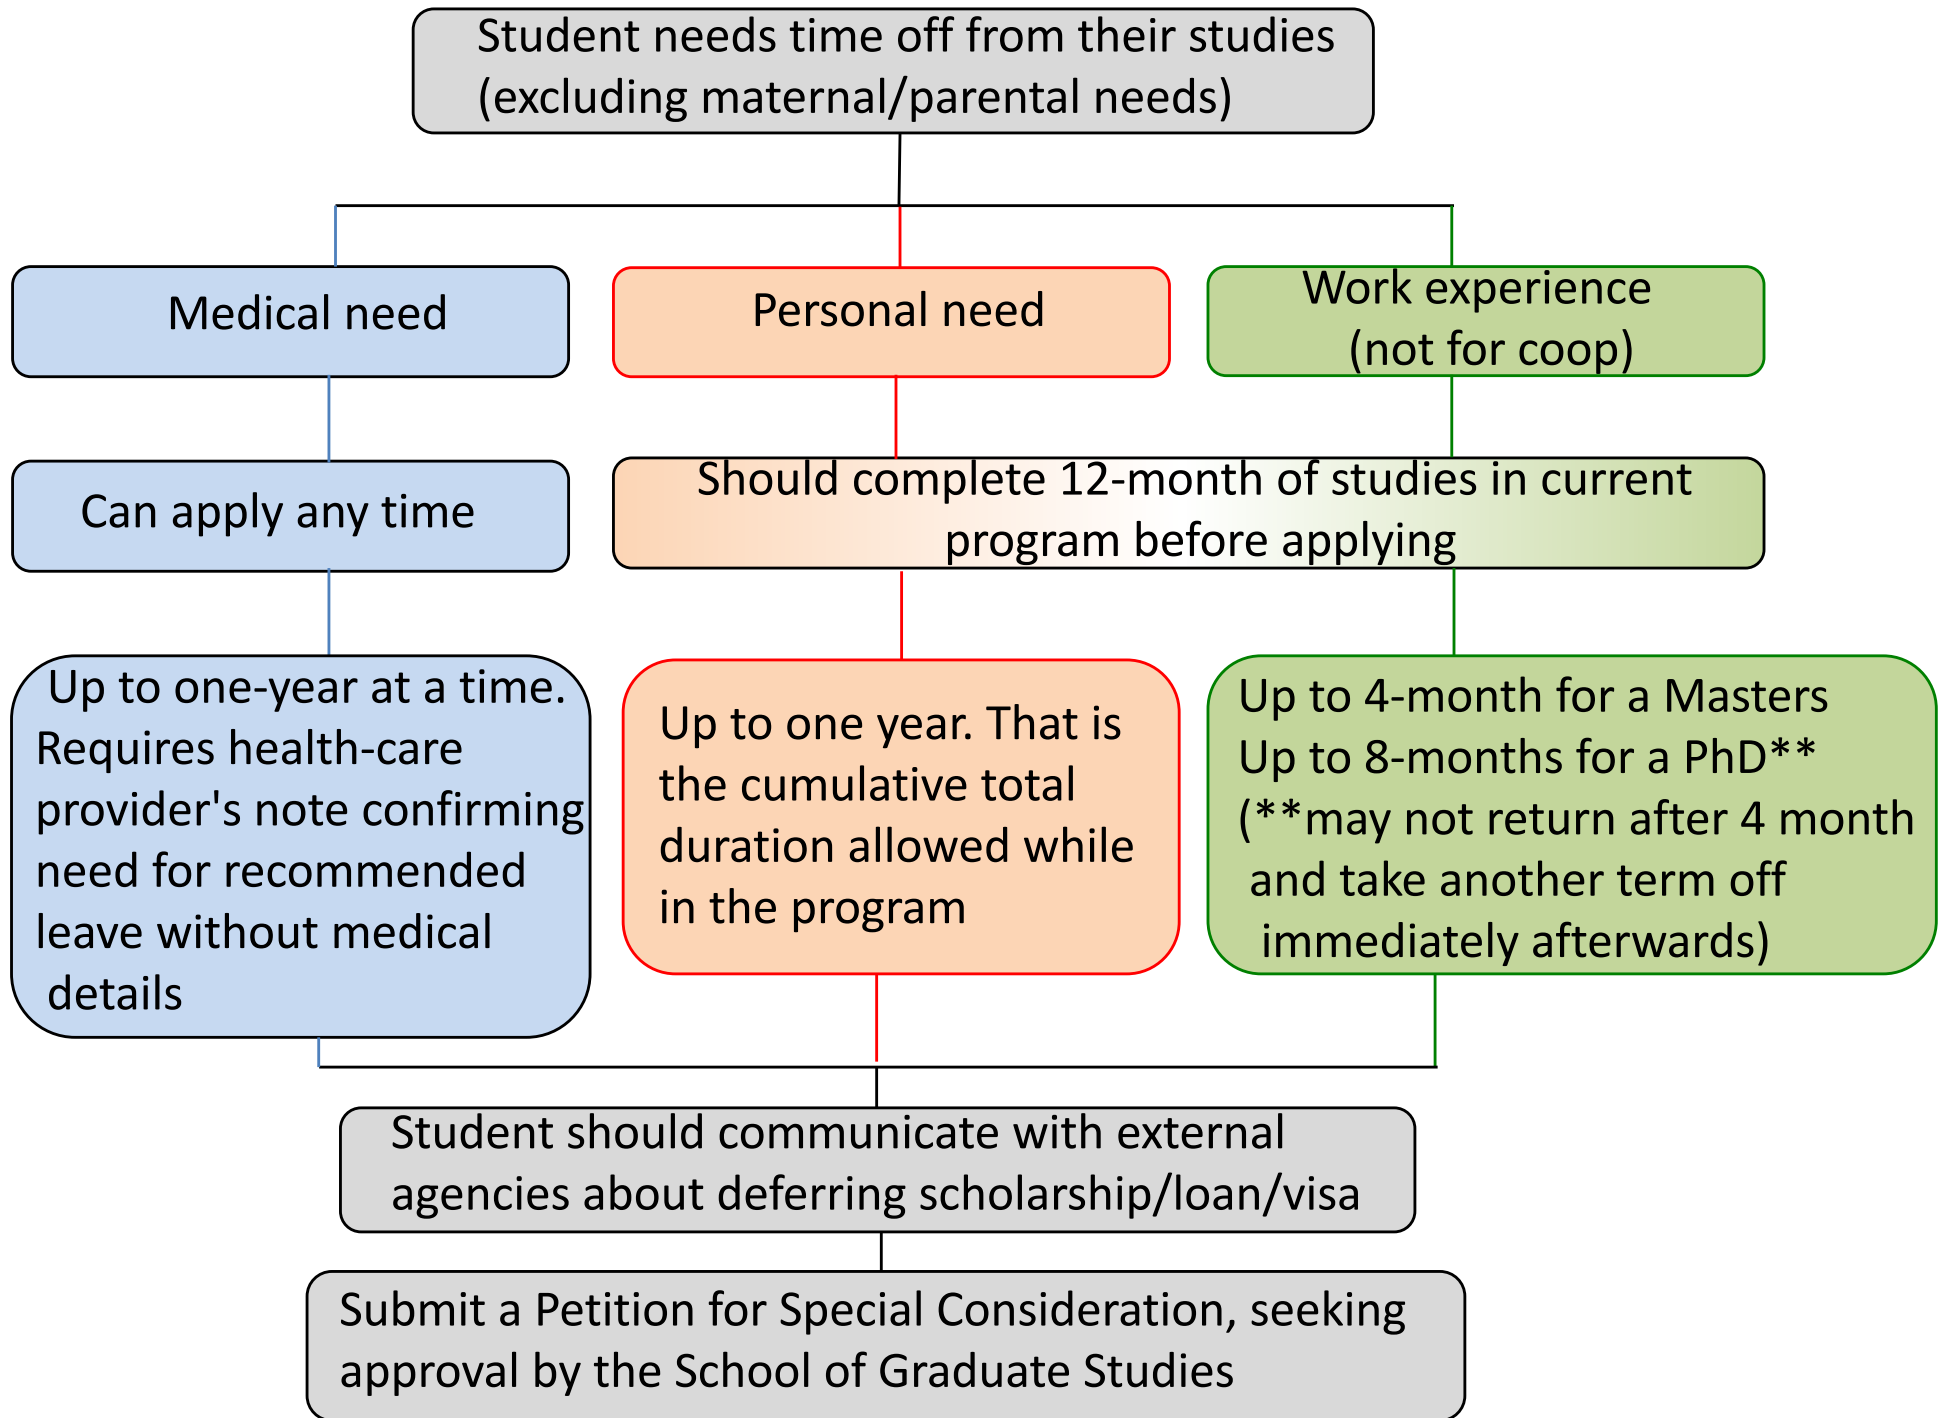 Student needs time off from their studies
(excluding maternal/parental needs)
Medical need
Personal need
Work experience
(not for coop)
Can apply any time
Should complete 12-month of studies in current
program before applying
Up to one-year at a time.
Requires health-care
provider's note confirming
need for recommended
leave without medical
details
Up to one year. That is
the cumulative total
duration allowed while
in the program
Up to 4-month for a Masters
Up to 8-months for a PhD**
(**may not return after 4 month
and take another term off
immediately afterwards)
Student should communicate with external
agencies about deferring scholarship/loan/visa
Submit a Petition for Special Consideration, seeking
approval by the School of Graduate Studies